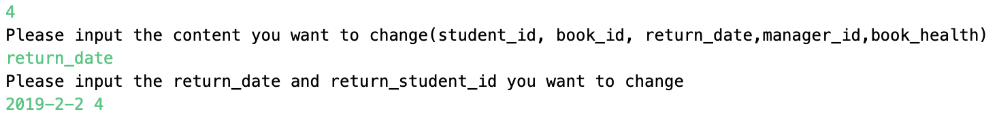 4
Please input the content you want to change(student_id, book_id, return_date,manager_id,book_health)
return_date
Please input the return_date and return_student_id you want to change
2019-2-2 4